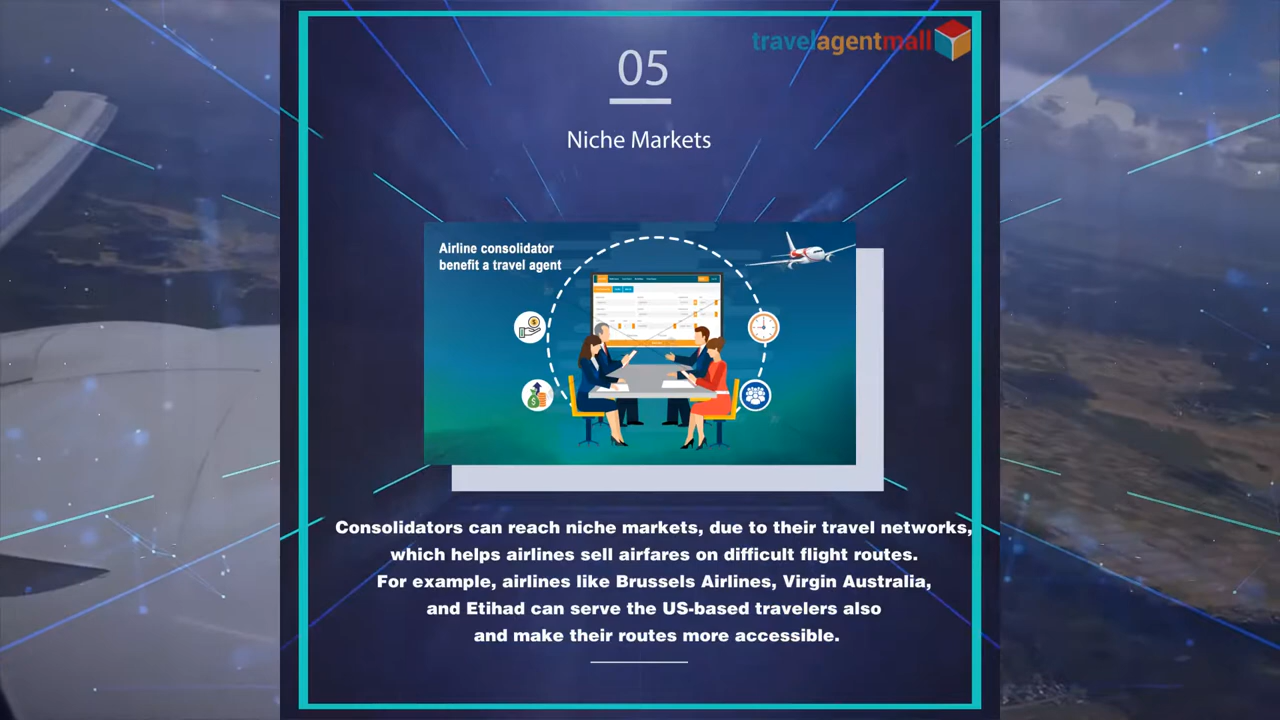 travelagentmall
05
Niche Markets
Airline consolidator
benefit a travel agent
Consolidators can reach niche markets, due to their travel networks,
which helps airlines sell airfares on difficult flight routes.
For example, airlines like Brussels Airlines, Virgin Australia,
and Etihad can serve the US-based travelers also
and make their routes more accessible.